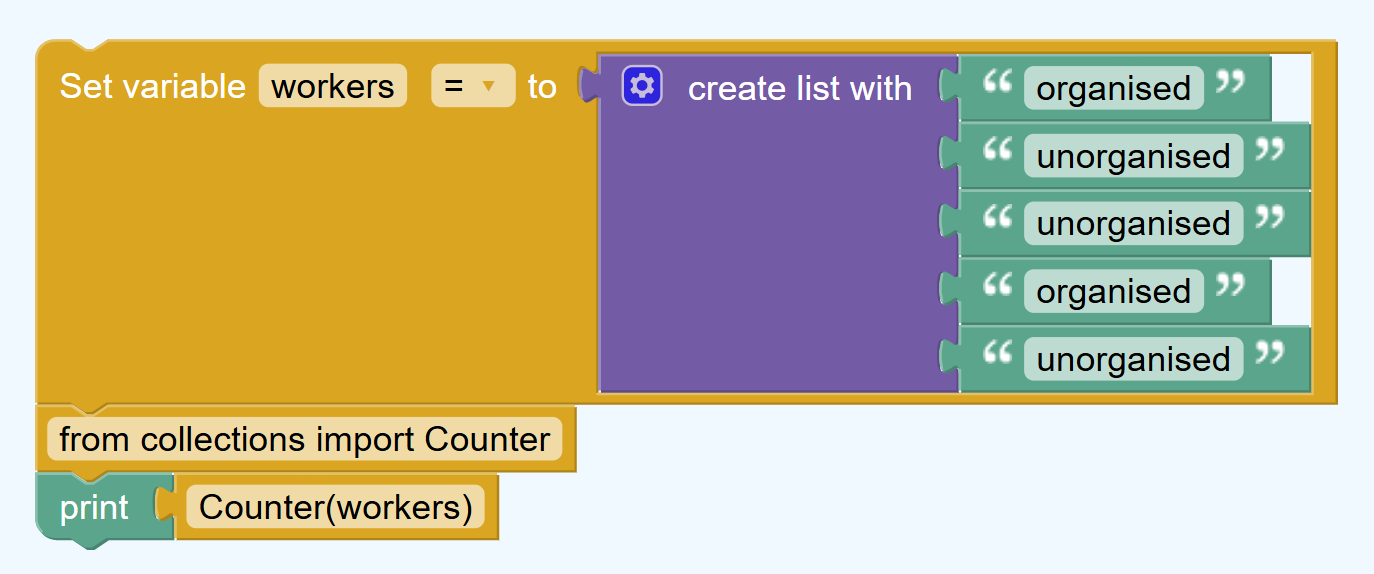 Set variable workers = ▾ to create list with “ organised ”
“ unorganised ”
“ unorganised ”
“ organised ”
“ unorganised ”
from collections import Counter
print Counter(workers)